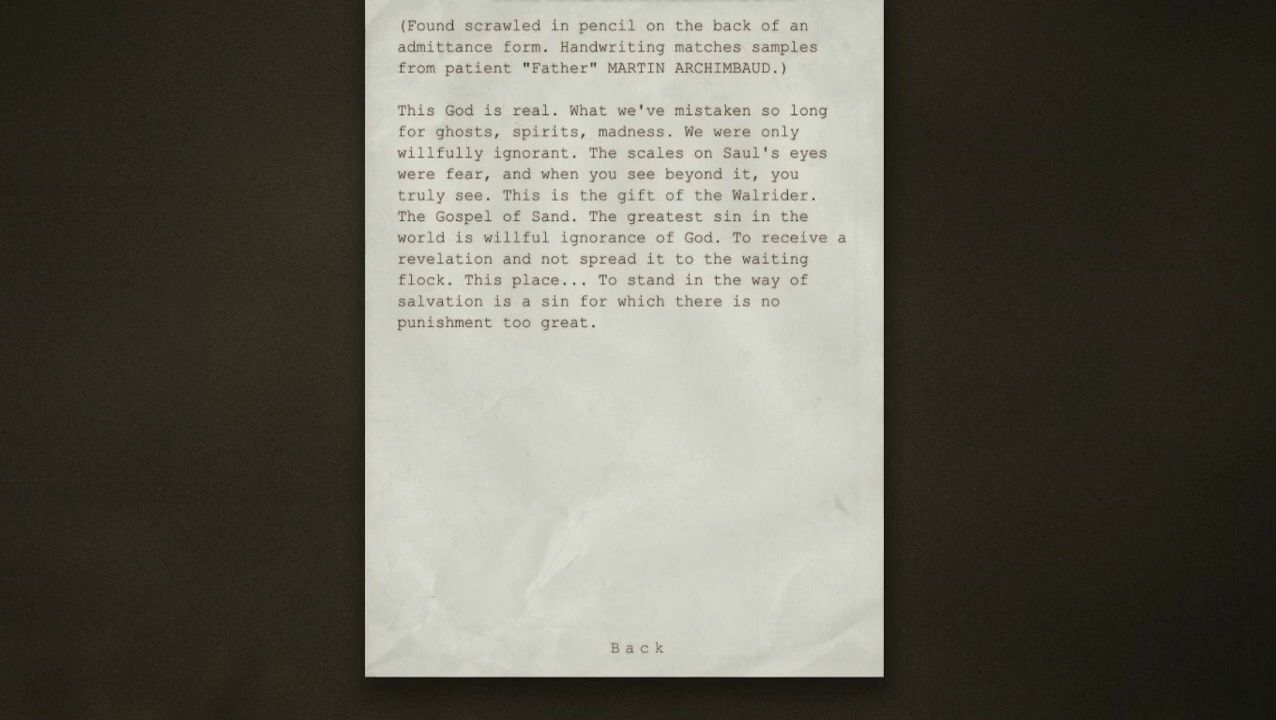 (Found scrawled in pencil on the back of an
admittance form. Handwriting matches samples
from patient "Father" MARTIN ARCHIMBAUD.)
This God is real. What we've mistaken so long
for ghosts, spirits, madness. We were only
willfully ignorant. The scales on Saul's eyes
were fear, and when you see beyond it, you
truly see. This is the gift of the Walrider.
The Gospel of Sand. The greatest sin in the
world is willful ignorance of God. To receive a
revelation and not spread it to the waiting
flock. This place... To stand in the way of
salvation is a sin for which there is no
punishment too great.
Back